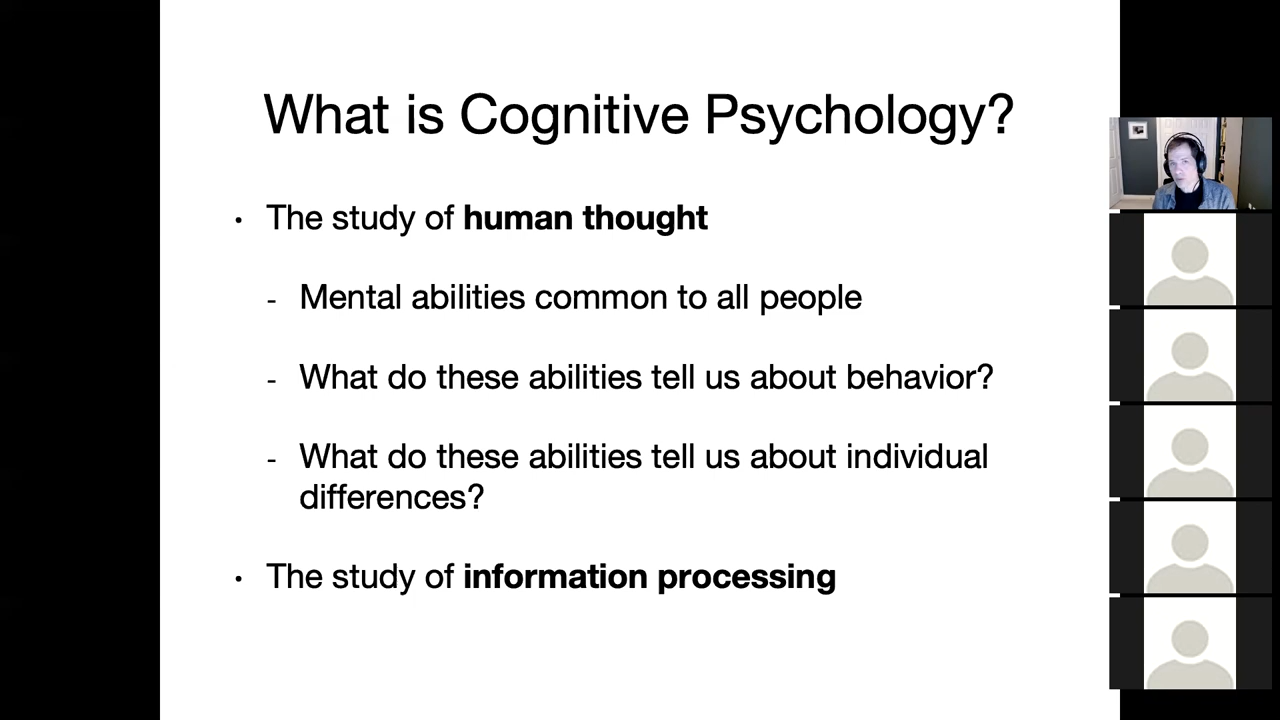 What is Cognitive Psychology?
• The study of human thought
- Mental abilities common to all people
- What do these abilities tell us about behavior?
- What do these abilities tell us about individual
differences?
• The study of information processing